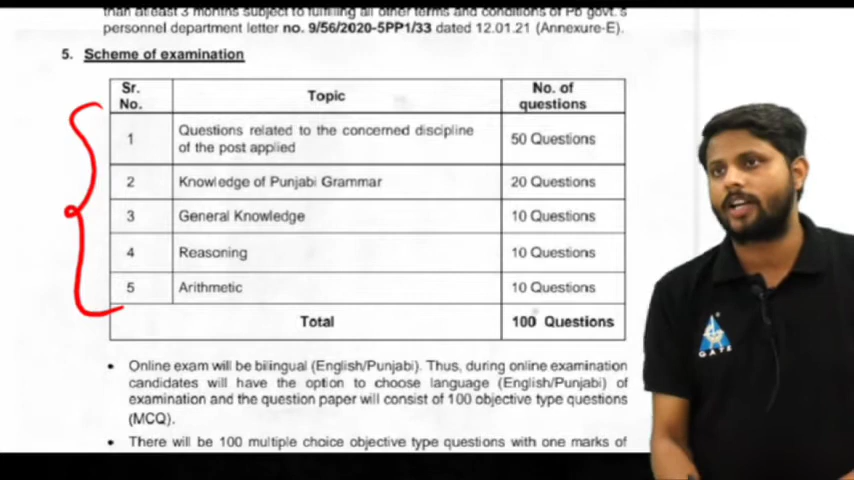 than at least 3 months subject to fulfilling all other terms and conditions of Pb govt.'s
personnel department letter no. 9/56/2020-5PP1/33 dated 12.01.21 (Annexure-E).
5. Scheme of examination
Sr. No. Topic No. of questions
1 Questions related to the concerned discipline of the post applied 50 Questions
2 Knowledge of Punjabi Grammar 20 Questions
3 General Knowledge 10 Questions
4 Reasoning 10 Questions
5 Arithmetic 10 Questions
Total 100 Questions
• Online exam will be bilingual (English/Punjabi). Thus, during online examination
candidates will have the option to choose language (English/Punjabi) of
examination and the question paper will consist of 100 objective type questions
(MCQ).
• There will be 100 multiple choice objective type questions with one marks of
GATE